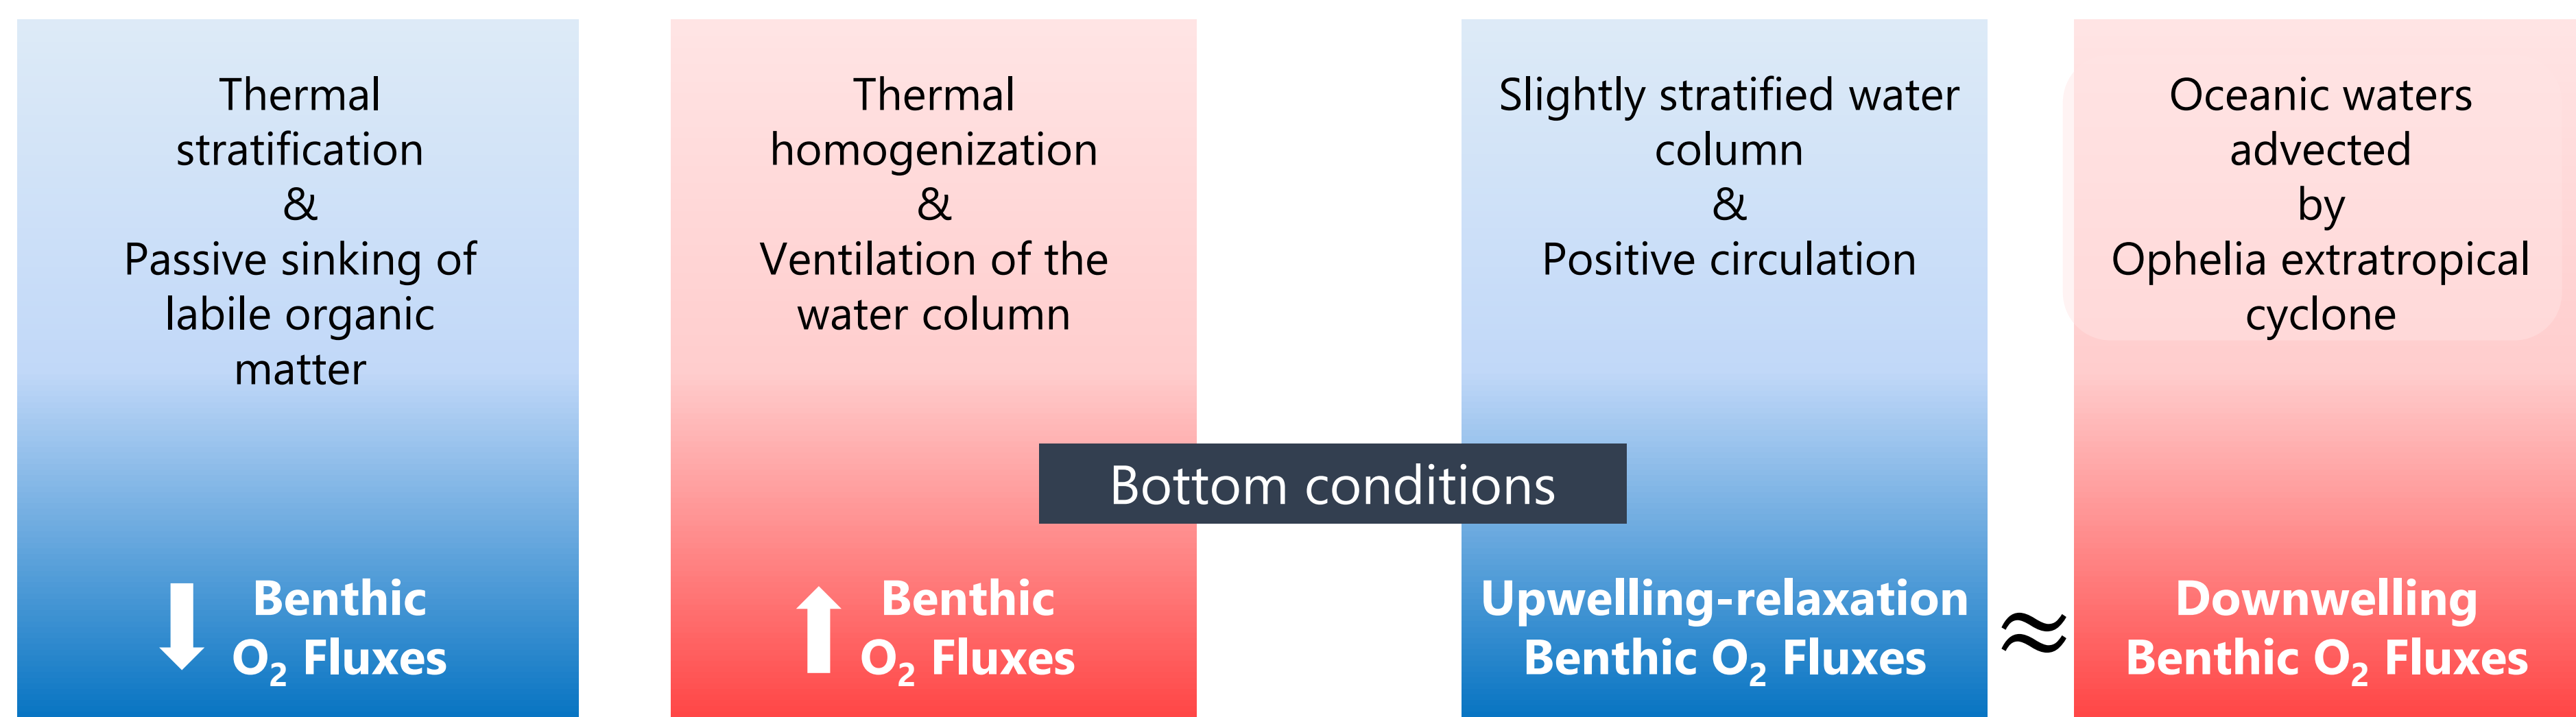 Thermal
stratification
&
Passive sinking of
labile organic
matter
Benthic
O₂ Fluxes
Thermal
homogenization
&
Ventilation of the
water column
Benthic
O₂ Fluxes
Bottom conditions
Slightly stratified water
column
&
Positive circulation
Upwelling-relaxation
Benthic O₂ Fluxes
≈
Oceanic waters
advected
by
Ophelia extratropical
cyclone
Downwelling
Benthic O₂ Fluxes